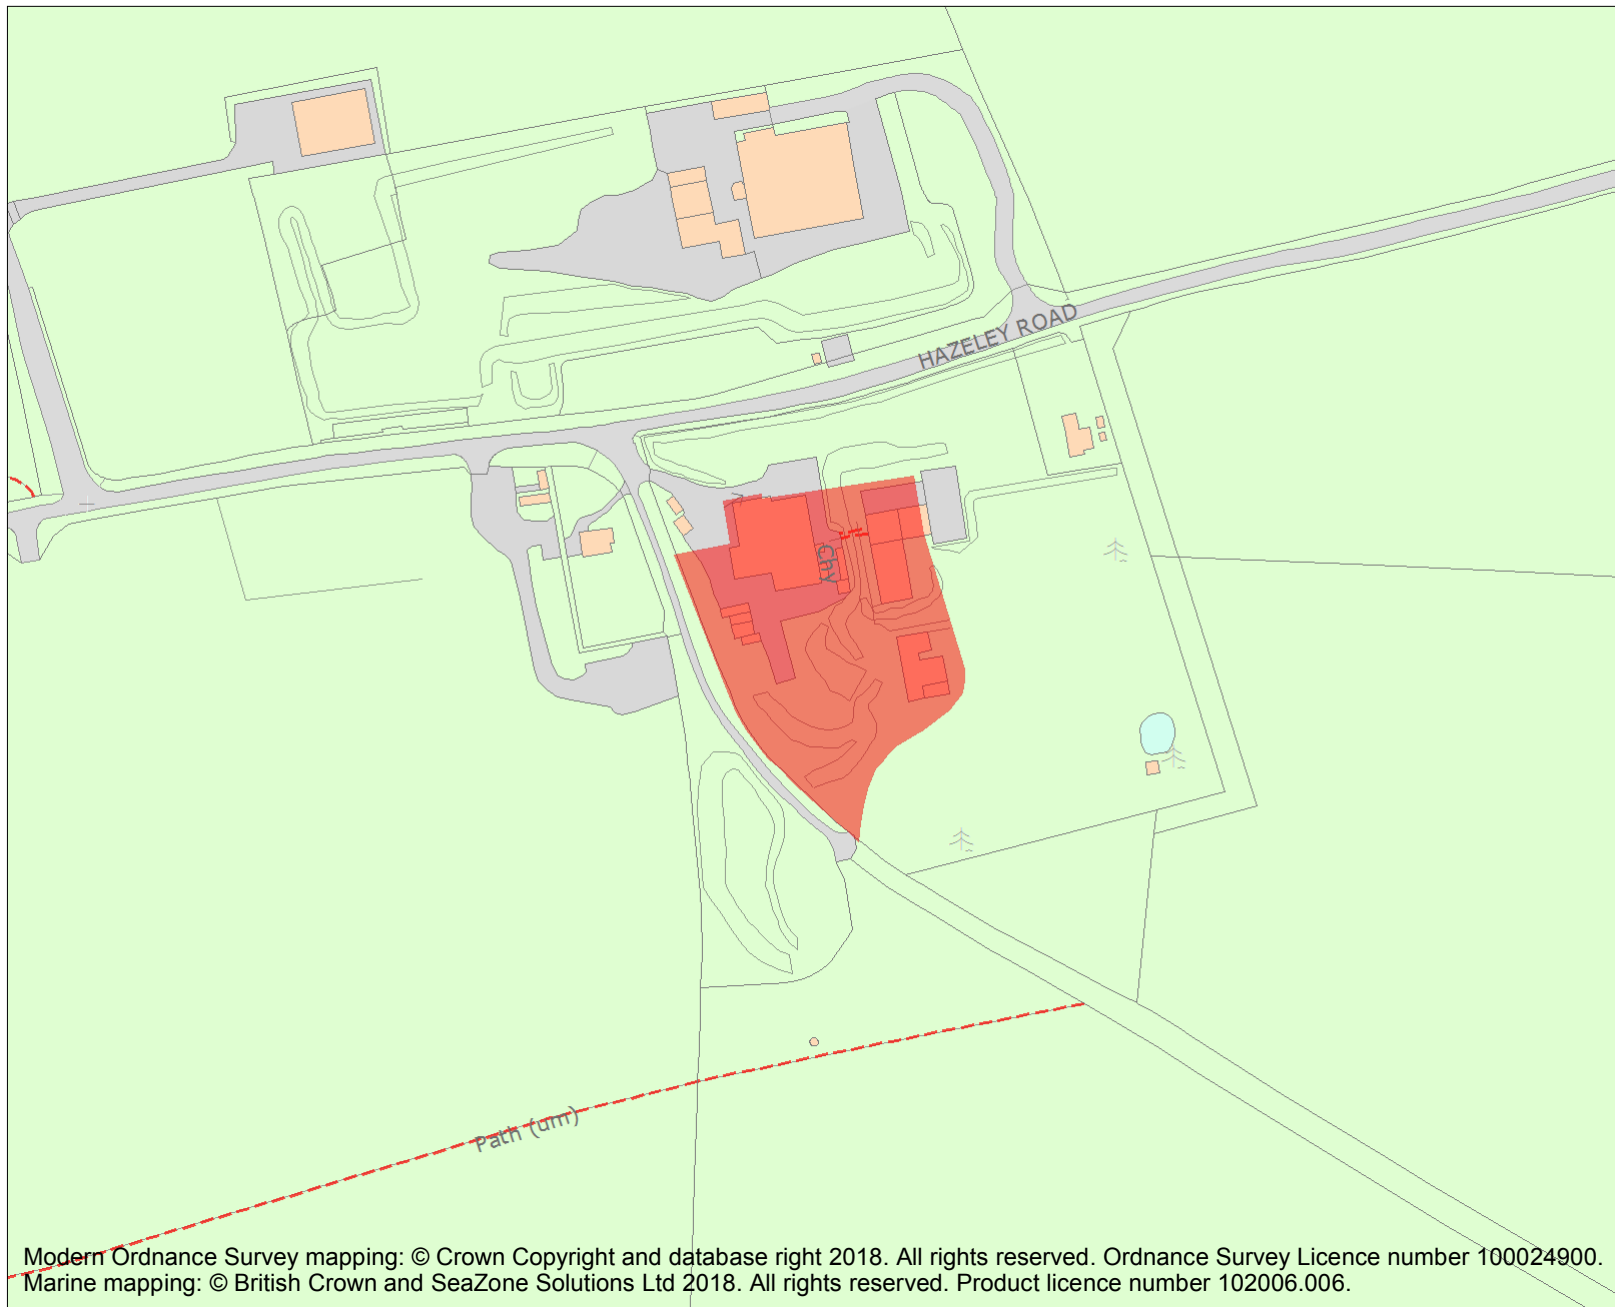 HAZELEY ROAD
Chy
Path (um)
Modern Ordnance Survey mapping: © Crown Copyright and database right 2018. All rights reserved. Ordnance Survey Licence number 100024900.
Marine mapping: © British Crown and SeaZone Solutions Ltd 2018. All rights reserved. Product licence number 102006.006.